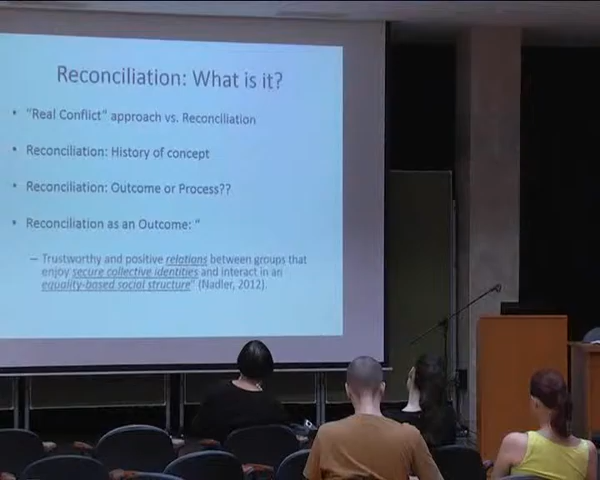 Reconciliation: What is it?
• "Real Conflict" approach vs. Reconciliation
• Reconciliation: History of concept
• Reconciliation: Outcome or Process??
• Reconciliation as an Outcome: "
– Trustworthy and positive relations between groups that
enjoy secure collective identities and interact in an
equality-based social structure" (Nadler, 2012).